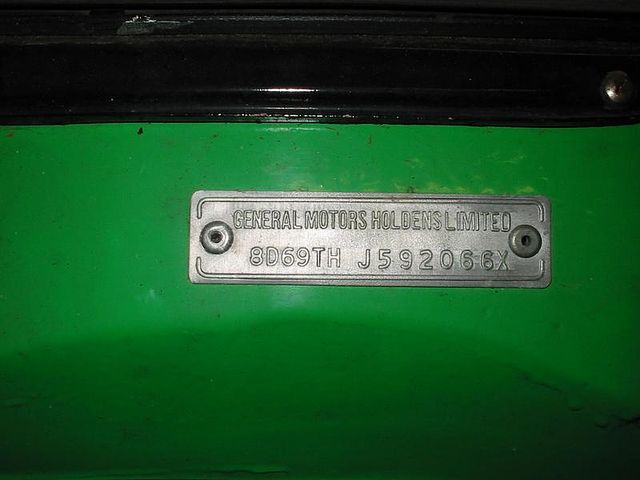 GENERAL MOTORS HOLDENS LIMITED
8D69TH J592066X